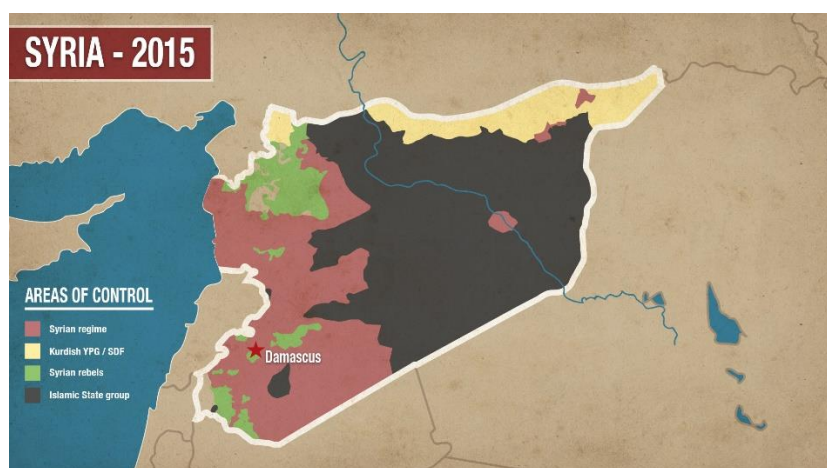 SYRIA - 2015
AREAS OF CONTROL
Syrian regime
Kurdish YPG / SDF
Syrian rebels
Islamic State group
Damascus